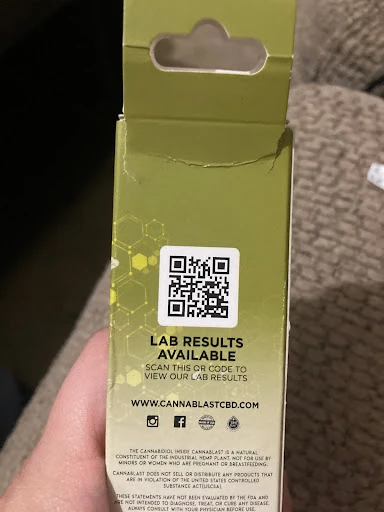 LAB RESULTS
AVAILABLE
SCAN THIS QR CODE TO
VIEW OUR LAB RESULTS
WWW.CANNABLASTCBD.COM
THE CANNABIDIOL INSIDE CANNABLAST IS A NATURAL
CONSTITUENT OF THE INDUSTRIAL HEMP PLANT. NOT FOR USE BY
MINORS OR WOMEN WHO ARE PREGNANT OR BREASTFEEDING.
CANNABLAST DOES NOT SELL OR DISTRIBUTE ANY PRODUCTS THAT
ARE IN VIOLATION OF THE UNITED STATES CONTROLLED
SUBSTANCE ACT(USCSA).
THESE STATEMENTS HAVE NOT BEEN EVALUATED BY THE FDA AND
ARE NOT INTENDED TO DIAGNOSE, TREAT, OR CURE ANY DISEASE.
ALWAYS CONSULT WITH YOUR PHYSICIAN BEFORE USE.